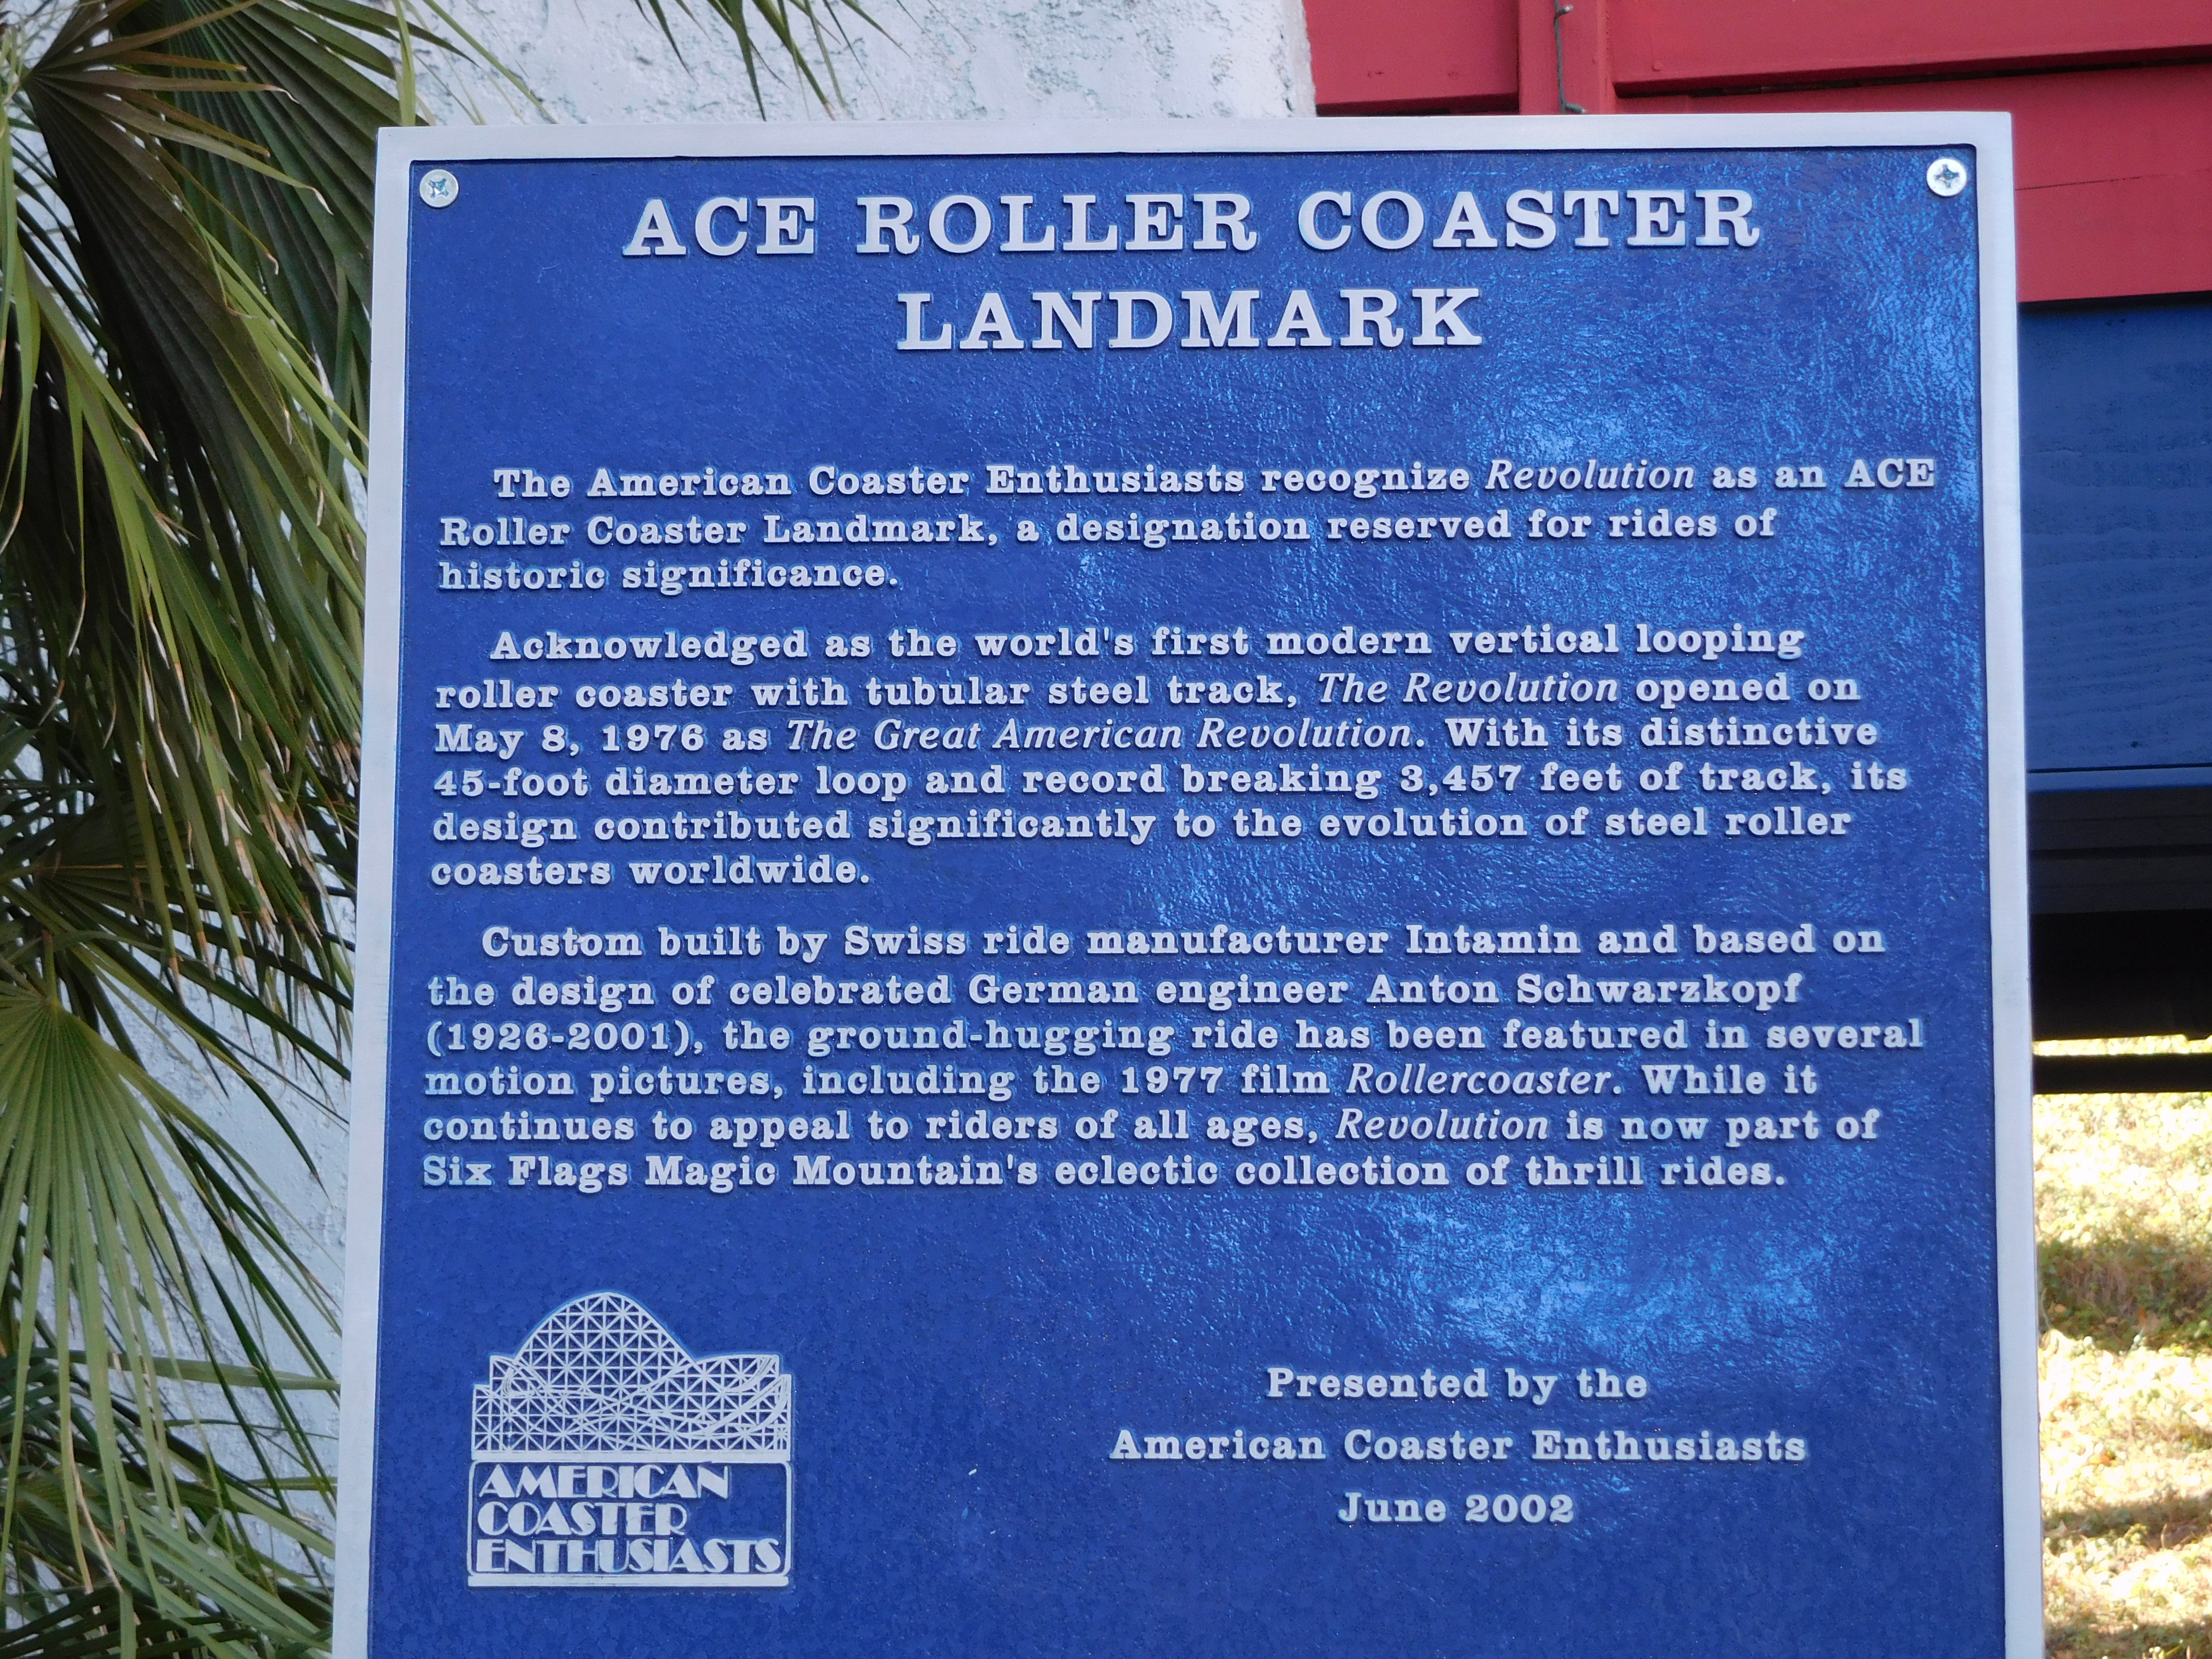 ACE ROLLER COASTER
LANDMARK
The American Coaster Enthusiasts recognize Revolution as an ACE
Roller Coaster Landmark, a designation reserved for rides of
historic significance.
Acknowledged as the world's first modern vertical looping
roller coaster with tubular steel track, The Revolution opened on
May 8, 1976 as The Great American Revolution. With its distinctive
45-foot diameter loop and record breaking 3,457 feet of track, its
design contributed significantly to the evolution of steel roller
coasters worldwide.
Custom built by Swiss ride manufacturer Intamin and based on
the design of celebrated German engineer Anton Schwarzkopf
(1926-2001), the ground-hugging ride has been featured in several
motion pictures, including the 1977 film Rollercoaster. While it
continues to appeal to riders of all ages, Revolution is now part of
Six Flags Magic Mountain's eclectic collection of thrill rides.
AMERICAN
COASTER
ENTHUSIASTS
Presented by the
American Coaster Enthusiasts
June 2002